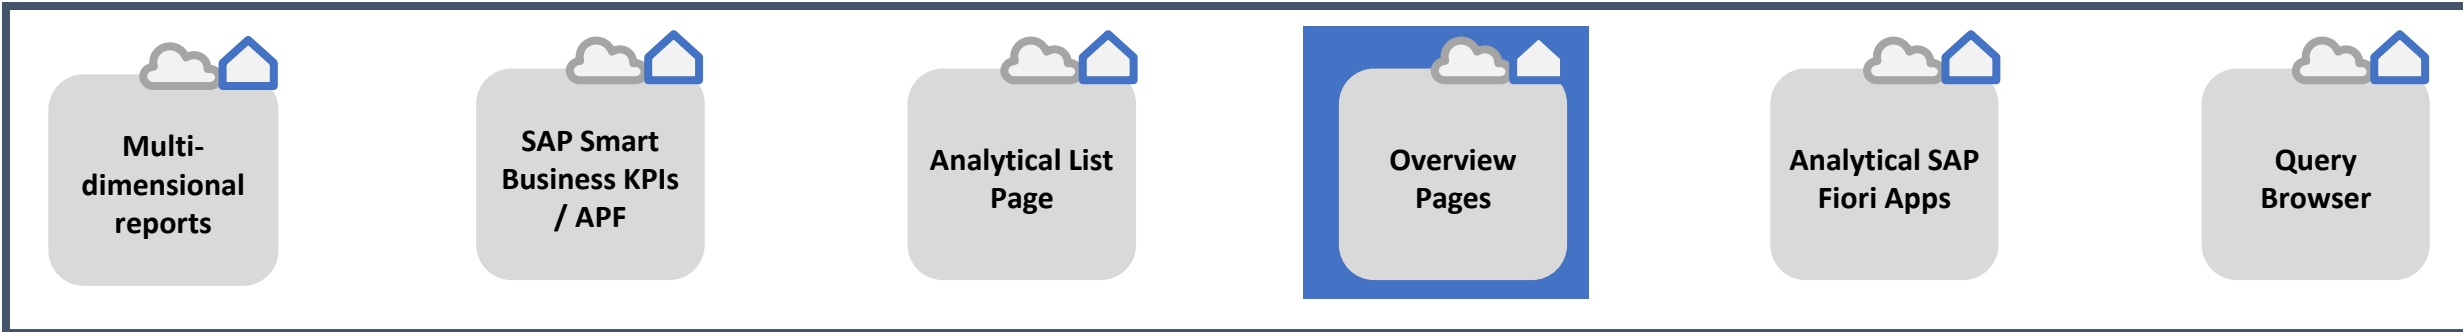 Multi-
dimensional
reports
SAP Smart
Business KPIs
/ APF
Analytical List
Page
Overview
Pages
Analytical SAP
Fiori Apps
Query
Browser